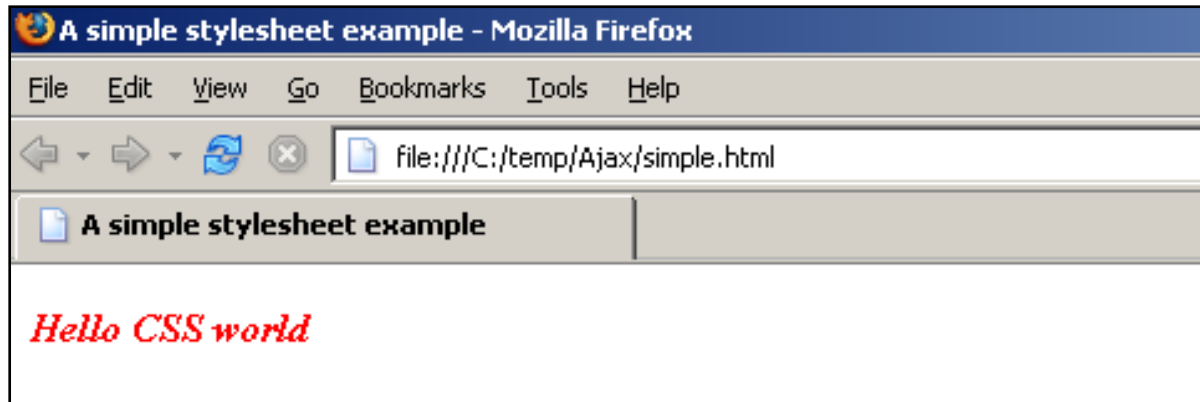 A simple stylesheet example - Mozilla Firefox
File Edit View Go Bookmarks Tools Help
file:///C:/temp/Ajax/simple.html
A simple stylesheet example
Hello CSS world